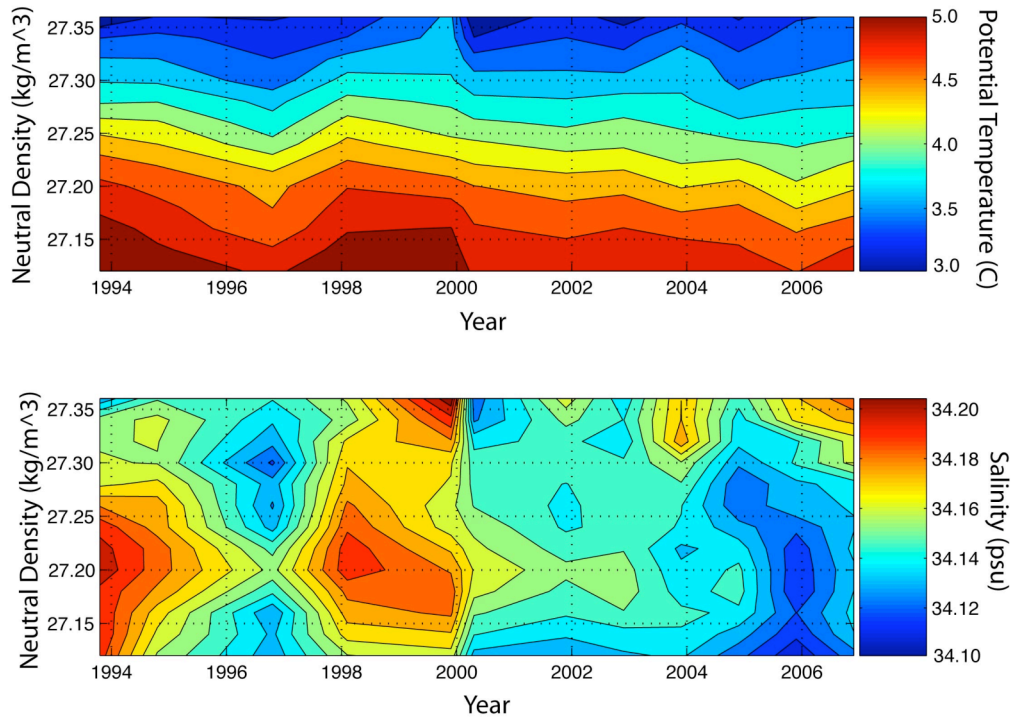 27.35
27.30
27.25
27.20
27.15
Neutral Density (kg/m^3)
1994 1996 1998 2000 2002 2004 2006
Year
5.0
4.5
4.0
3.5
3.0
Potential Temperature (C)
27.35
27.30
27.25
27.20
27.15
Neutral Density (kg/m^3)
1994 1996 1998 2000 2002 2004 2006
Year
34.20
34.18
34.16
34.14
34.12
34.10
Salinity (psu)